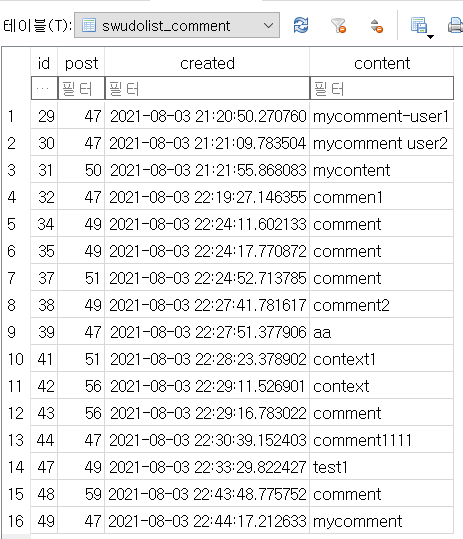 테이블(T): swudolist_comment
id post created content
... 필터 필터 필터
1 29 47 2021-08-03 21:20:50.270760 mycomment-user1
2 30 47 2021-08-03 21:21:09.783504 mycomment user2
3 31 50 2021-08-03 21:21:55.868083 mycontent
4 32 47 2021-08-03 22:19:27.146355 commen1
5 34 49 2021-08-03 22:24:11.602133 comment
6 35 49 2021-08-03 22:24:17.770872 comment
7 37 51 2021-08-03 22:24:52.713785 comment
8 38 49 2021-08-03 22:27:41.781617 comment2
9 39 47 2021-08-03 22:27:51.377906 aa
10 41 51 2021-08-03 22:28:23.378902 context1
11 42 56 2021-08-03 22:29:11.526901 context
12 43 56 2021-08-03 22:29:16.783022 comment
13 44 47 2021-08-03 22:30:39.152403 comment1111
14 47 49 2021-08-03 22:33:29.822427 test1
15 48 59 2021-08-03 22:43:48.775752 comment
16 49 47 2021-08-03 22:44:17.212633 mycomment